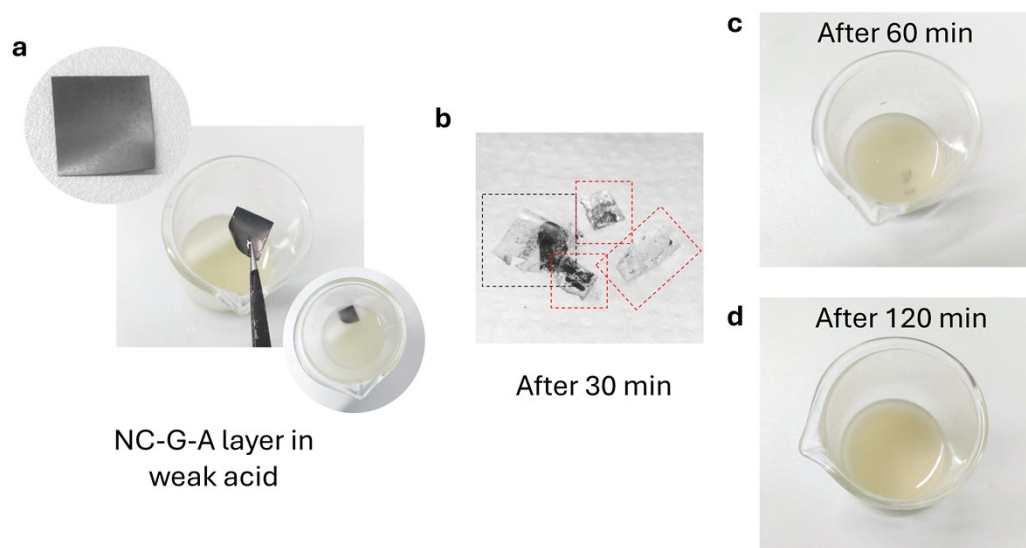 a
NC-G-A layer in
weak acid
b
After 30 min
c
After 60 min
d
After 120 min